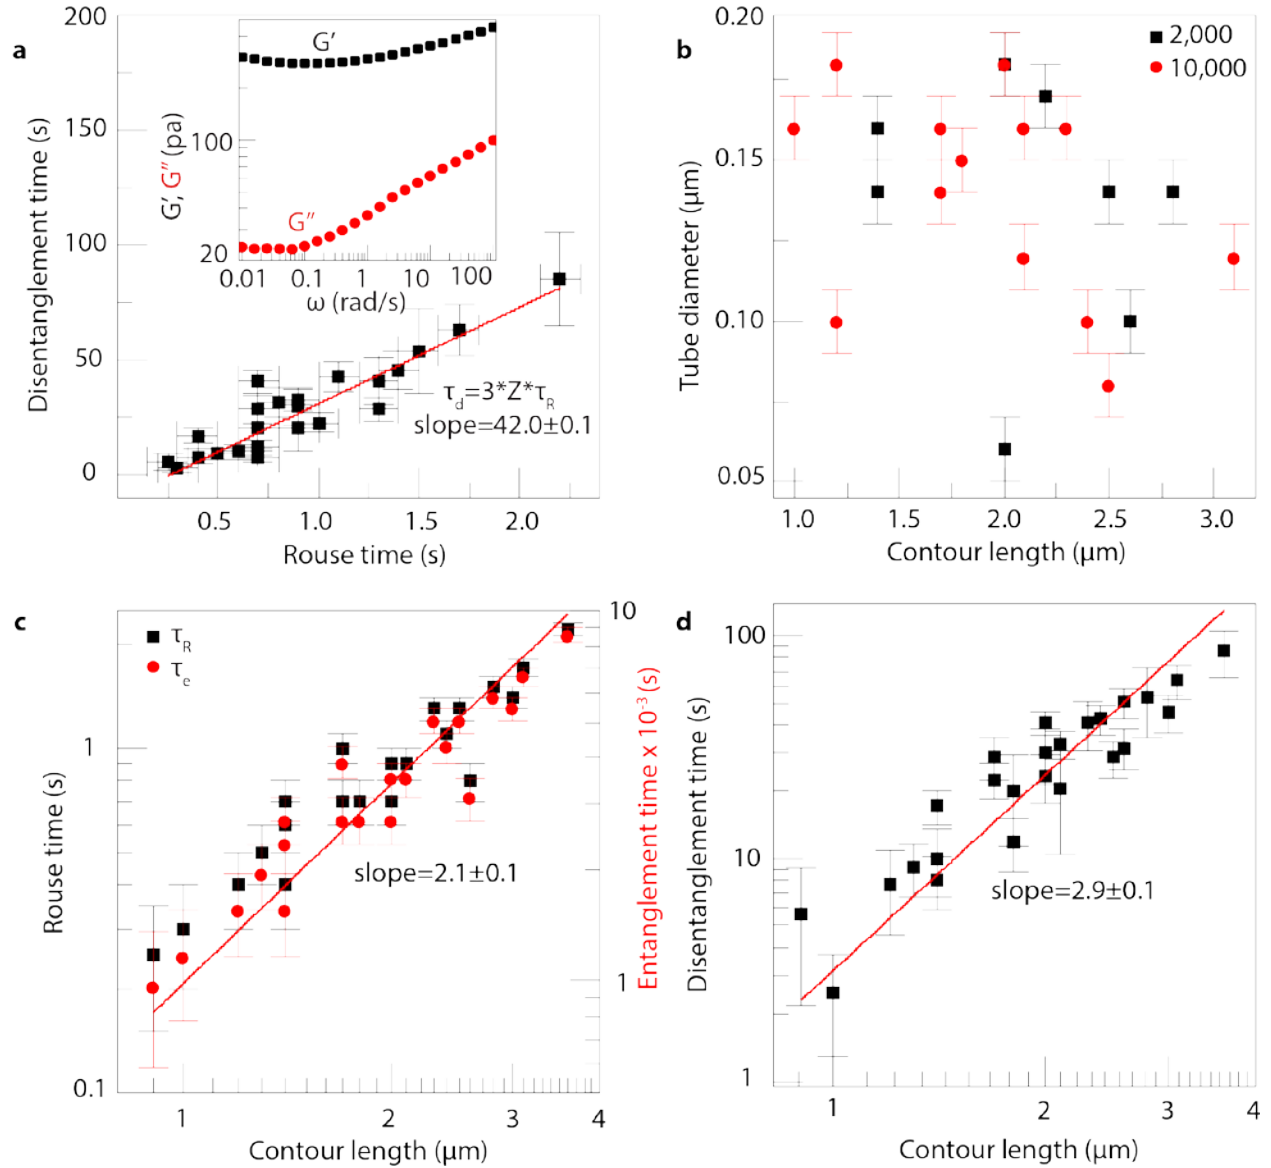 a
200
150
100
50
0
Disentanglement time (s)
0.5 1.0 1.5 2.0
Rouse time (s)
τd=3*Z*τR
slope=42.0±0.1
G′
G″
100
20
G′, G″ (pa)
0.01 0.1 1 10 100
ω (rad/s)
b
0.20
0.15
0.10
0.05
Tube diameter (μm)
1.0 1.5 2.0 2.5 3.0
Contour length (μm)
2,000
10,000
c
τR
τe
1
0.1
Rouse time (s)
10
1
Entanglement time x 10-3 (s)
slope=2.1±0.1
1 2 3 4
Contour length (μm)
d
100
10
1
Disentanglement time (s)
slope=2.9±0.1
1 2 3 4
Contour length (μm)